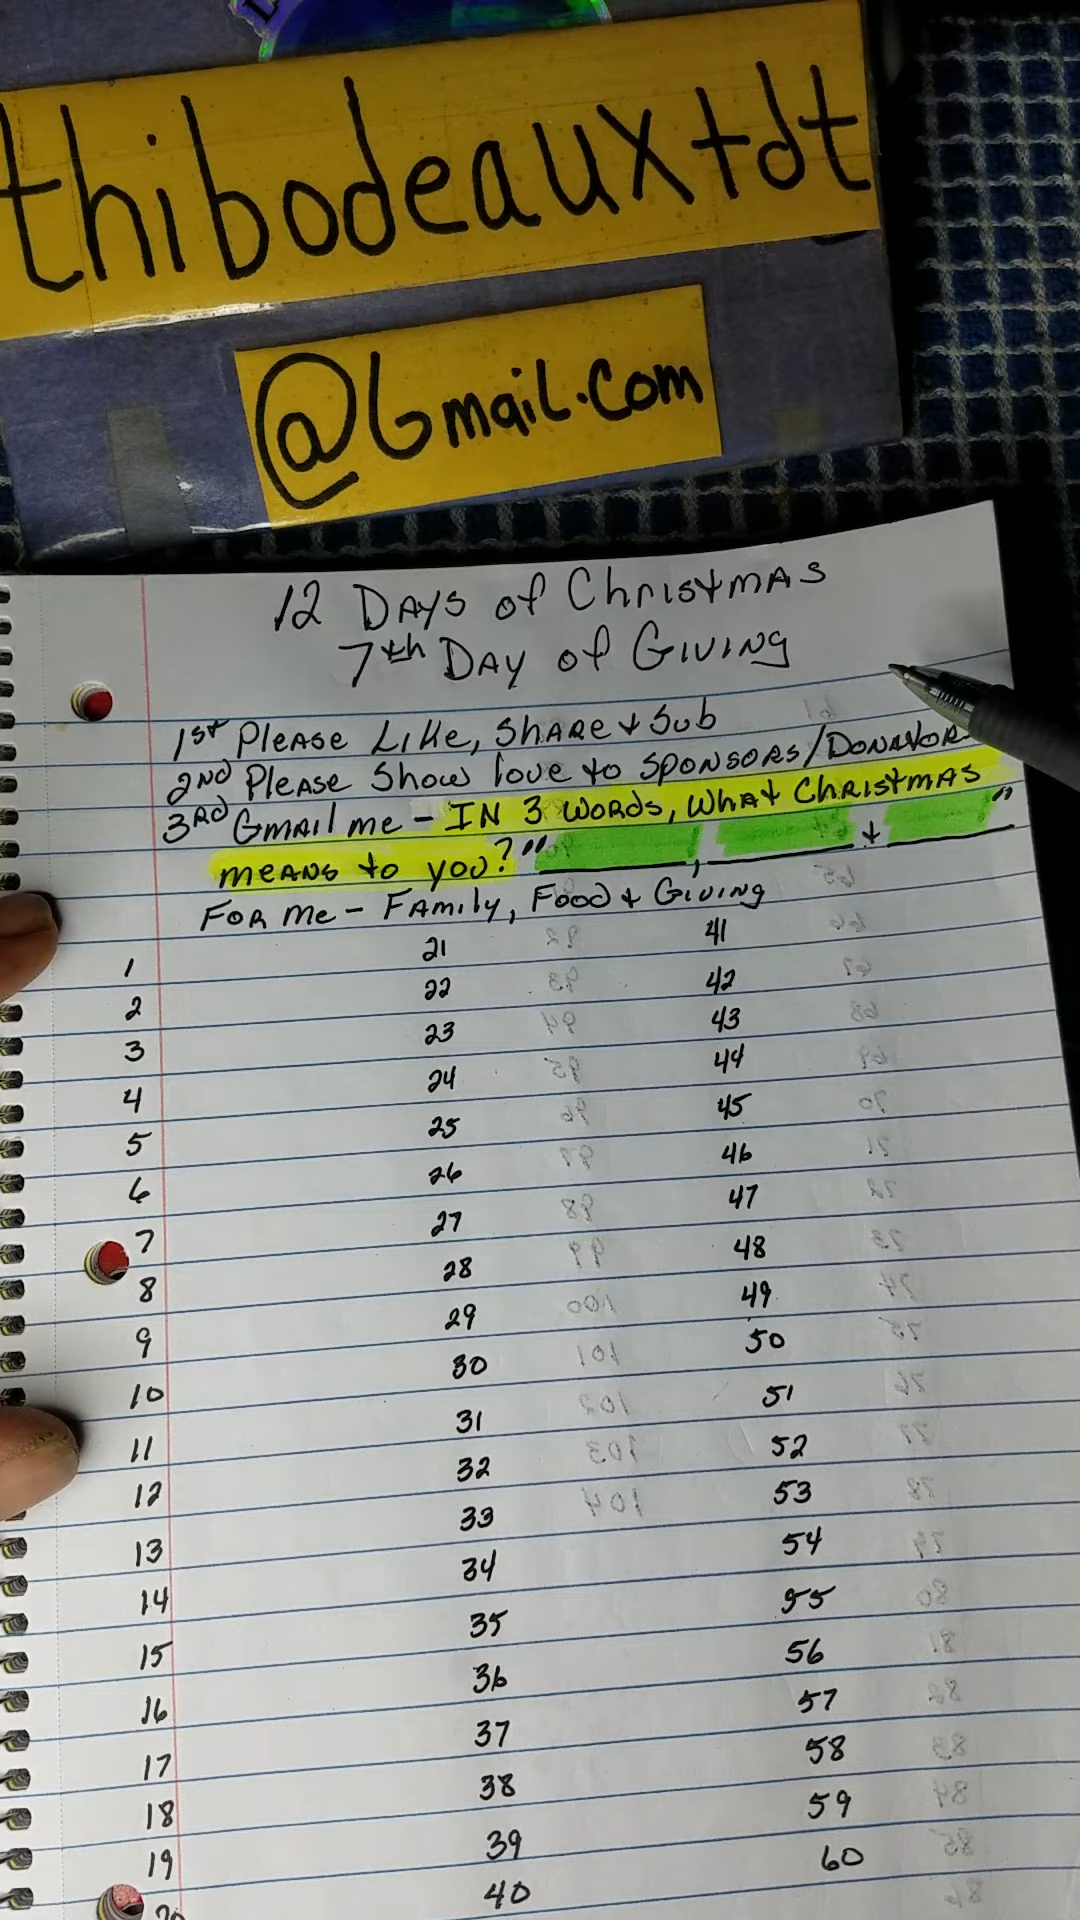 thibodeauxtdt
@Gmail.com
12 Days of Christmas
7th Day of Giving
1st Please Like, Share & Sub
2nd Please Show love to Sponsors/Donator
3rd Gmail me - In 3 words, what Christmas
means to you? "____, ____ & ____"
For me - Family, Food & Giving
1 21 41
2 22 42
3 23 43
4 24 44
5 25 45
6 26 46
7 27 47
8 28 48
9 29 49
10 30 50
11 31 51
12 32 52
13 33 53
14 34 54
15 35 55
16 36 56
17 37 57
18 38 58
19 39 59
20 40 60